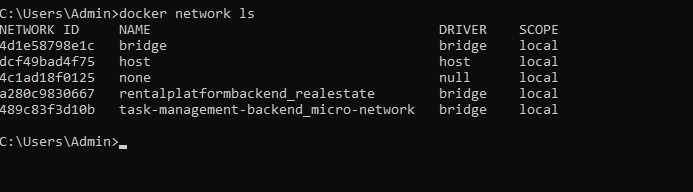 C:\Users\Admin>docker network ls
NETWORK ID     NAME                                    DRIVER    SCOPE
4d1e58798e1c   bridge                                  bridge    local
dcf49bad4f75   host                                    host      local
4c1ad18f0125   none                                    null      local
a280c9830667   rentalplatformbackend_realestate        bridge    local
489c83f3d10b   task-management-backend_micro-network   bridge    local
C:\Users\Admin>